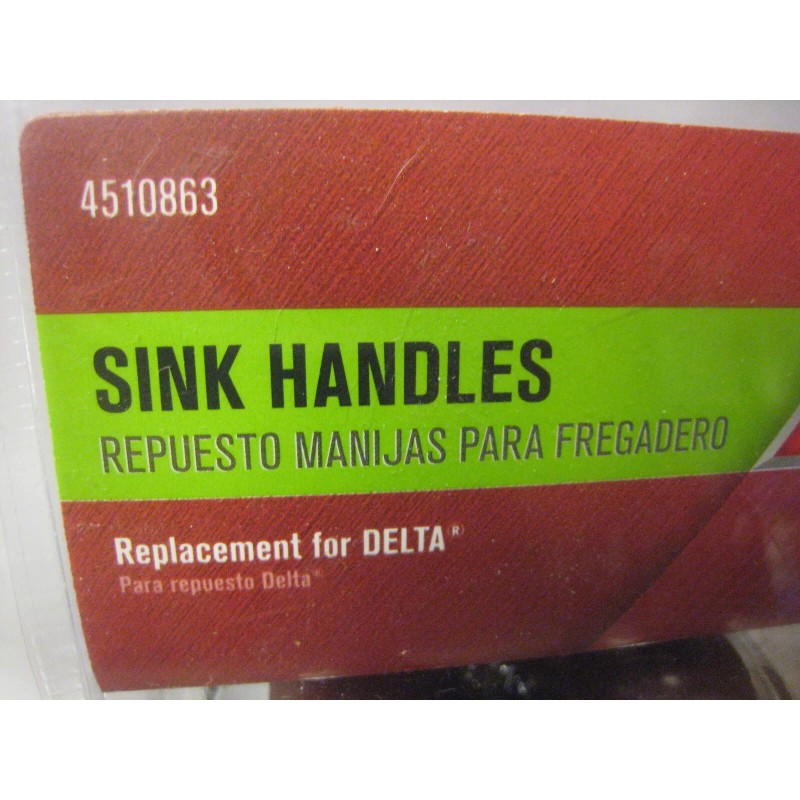 4510863
SINK HANDLES
REPUESTO MANIJAS PARA FREGADERO
Replacement for DELTA®
Para repuesto Delta®